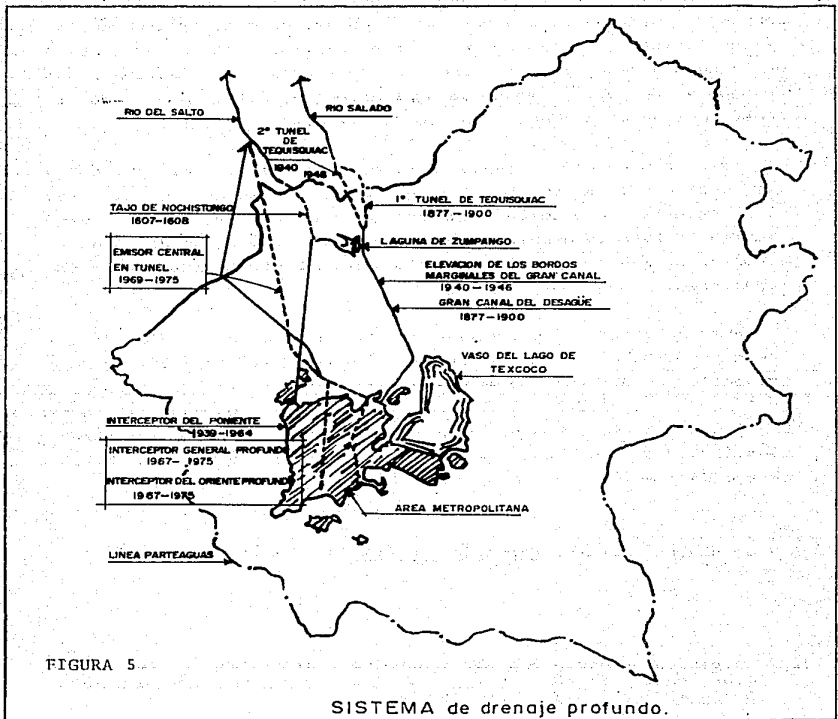 RIO DEL SALTO
RIO SALADO
2° TUNEL
DE
TEQUISQUIAC
1940 1946
TAJO DE NOCHISTONGO
1607-1608
1° TUNEL DE TEQUISQUIAC
1877-1900
LAGUNA DE ZUMPANGO
EMISOR CENTRAL
EN TUNEL
1969-1975
ELEVACION DE LOS BORDOS
MARGINALES DEL GRAN CANAL
1940-1946
GRAN CANAL DEL DESAGÜE
1877-1900
VASO DEL LAGO DE
TEXCOCO
INTERCEPTOR DEL PONIENTE
1939-1964
INTERCEPTOR GENERAL PROFUNDO
1967-1975
INTERCEPTOR DEL ORIENTE PROFUNDO
1967-1975
AREA METROPOLITANA
LINEA PARTEAGUAS
FIGURA 5
SISTEMA de drenaje profundo.